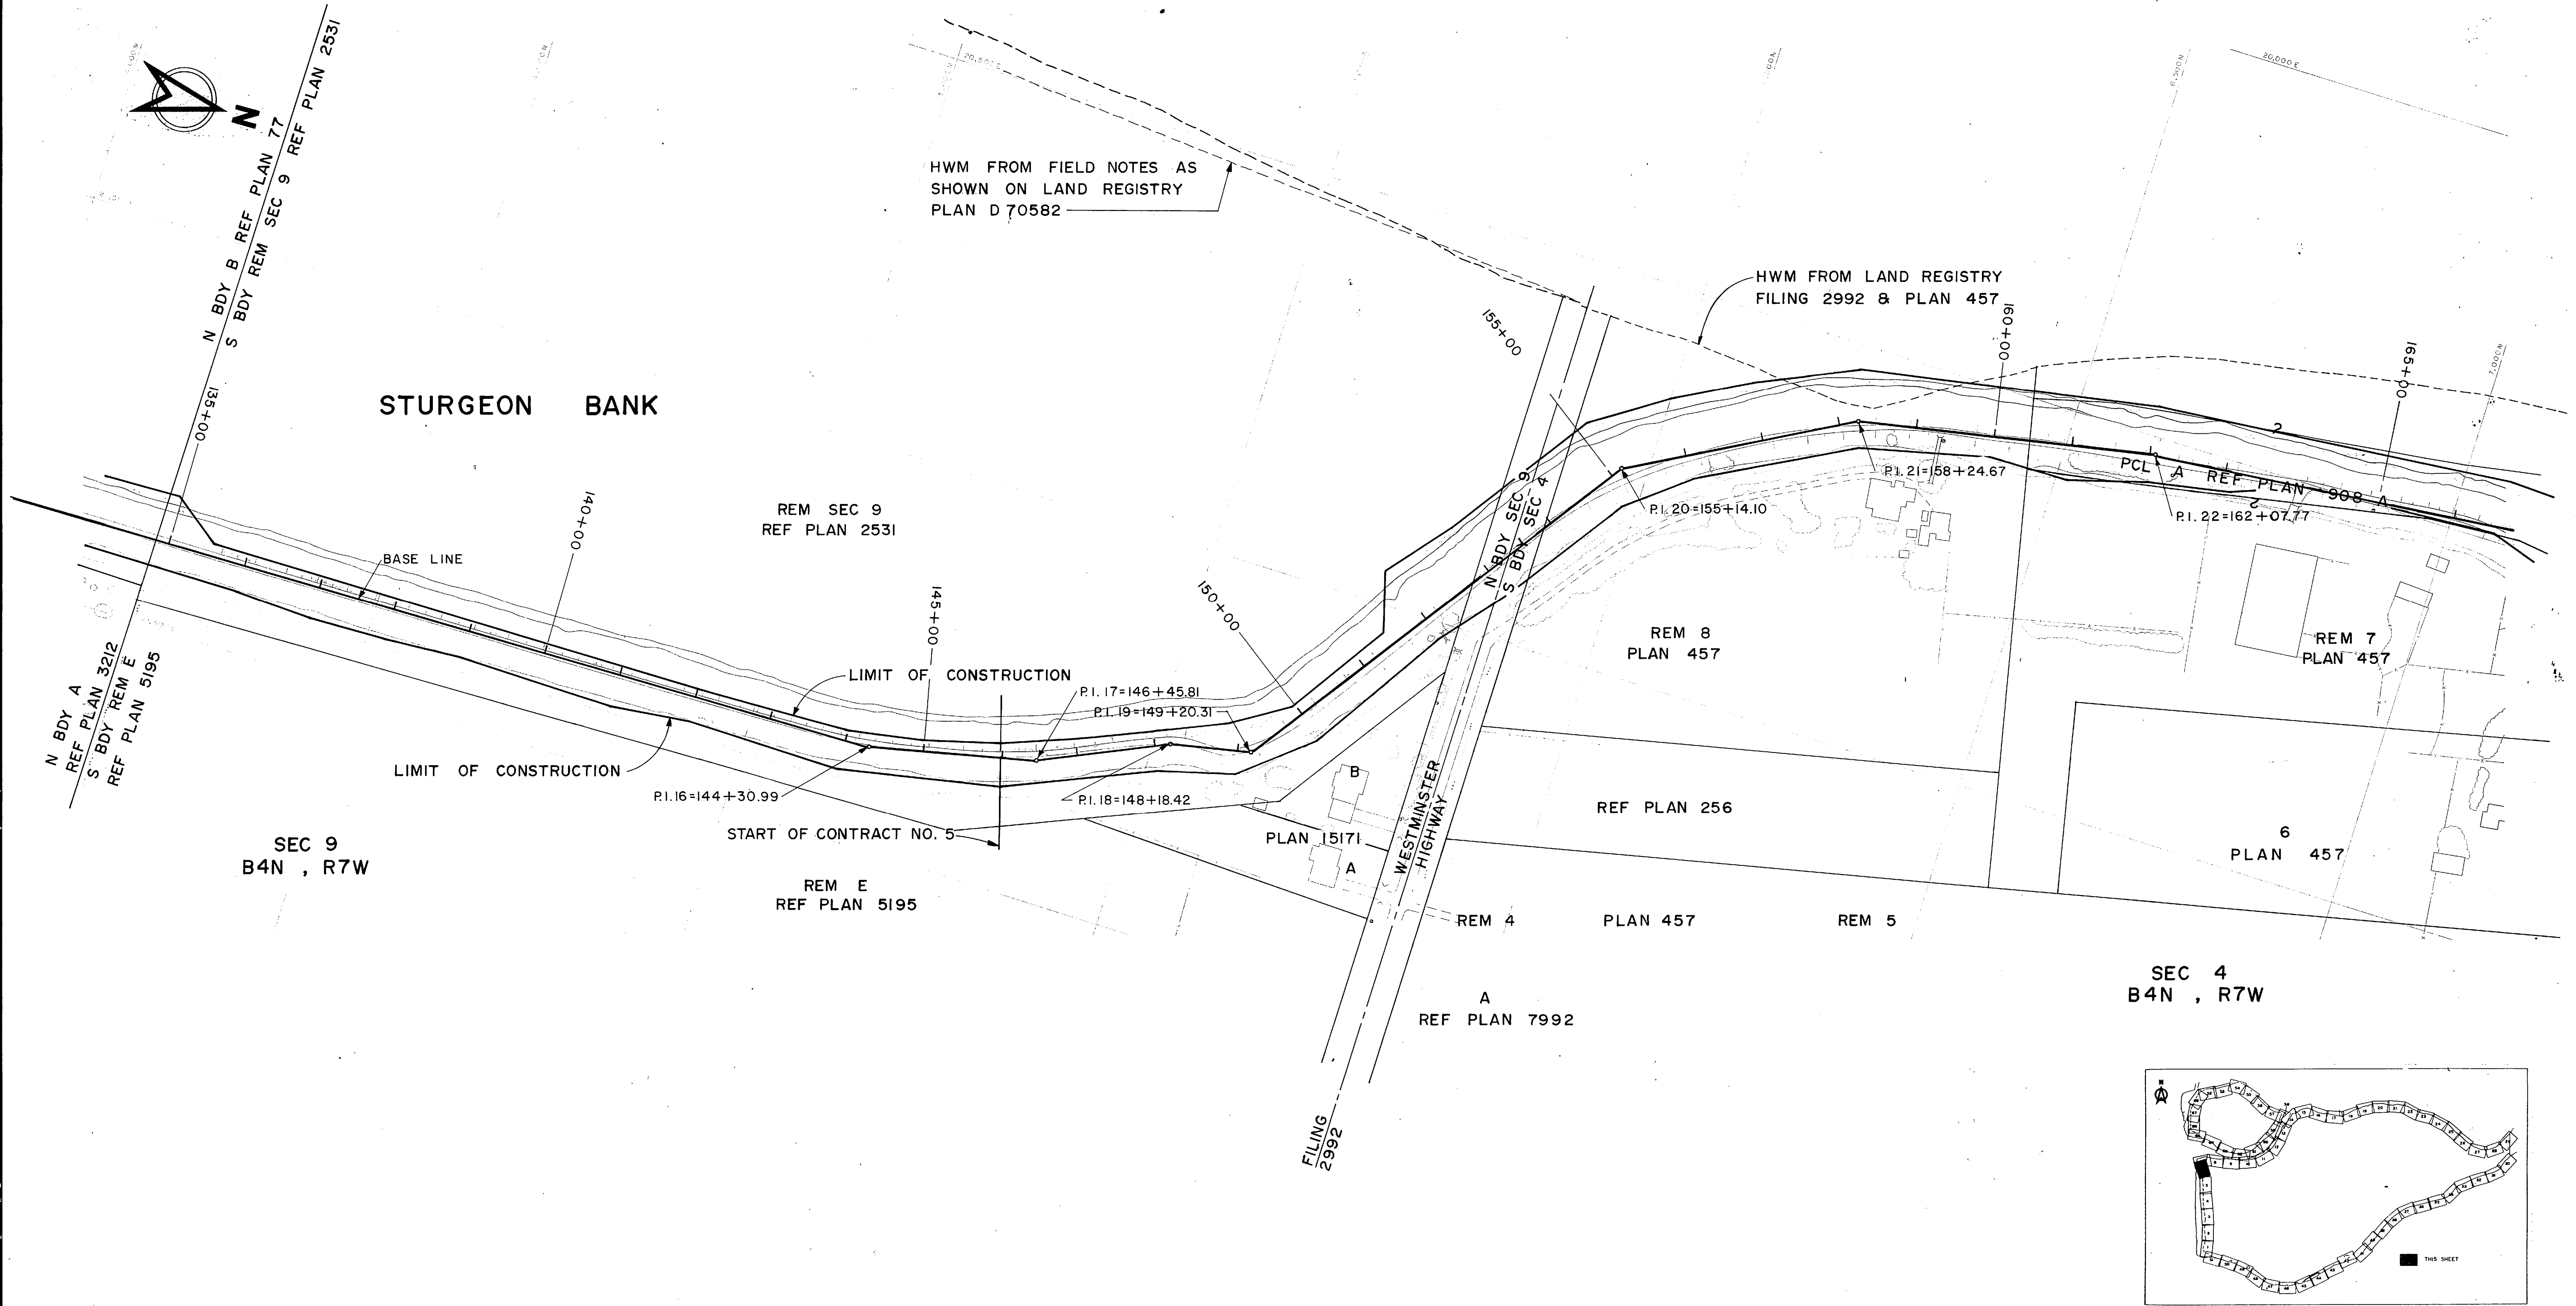 N
N BDY B REF PLAN 77
S BDY REM SEC 9 REF PLAN 2531
20,000 E
HWM FROM FIELD NOTES AS
SHOWN ON LAND REGISTRY
PLAN D 70582
HWM FROM LAND REGISTRY
FILING 2992 & PLAN 457
135+00
140+00
145+00
150+00
155+00
160+00
165+00
7,000 N
STURGEON BANK
REM SEC 9
REF PLAN 2531
BASE LINE
N BDY SEC 9
S BDY SEC 4
P.I. 21=158+24.67
P.I. 20=155+14.10
PCL A REF PLAN 908 A
P.I. 22=162+07.77
2
2
N BDY A
REF PLAN 3212
S BDY REM E
REF PLAN 5195
LIMIT OF CONSTRUCTION
P.I. 17=146+45.81
P.I. 19=149+20.31
REM 8
PLAN 457
REM 7
PLAN 457
LIMIT OF CONSTRUCTION
P.I. 16=144+30.99
P.I. 18=148+18.42
START OF CONTRACT NO. 5
B
PLAN 15171
A
WESTMINSTER
HIGHWAY
REF PLAN 256
6
PLAN 457
SEC 9
B4N , R7W
REM E
REF PLAN 5195
REM 4
PLAN 457
REM 5
SEC 4
B4N , R7W
A
REF PLAN 7992
FILING
2992
N
THIS SHEET